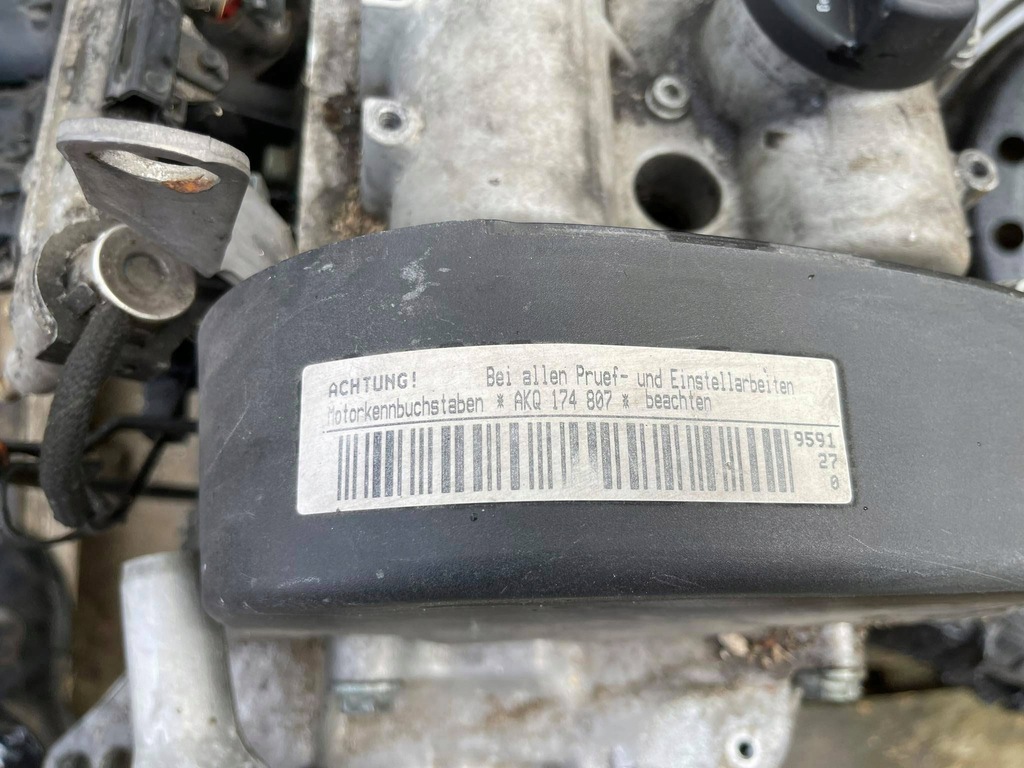 ACHTUNG! Bei allen Pruef- und Einstellarbeiten
Motorkennbuchstaben * AKQ 174 807 * beachten
9591
27
0